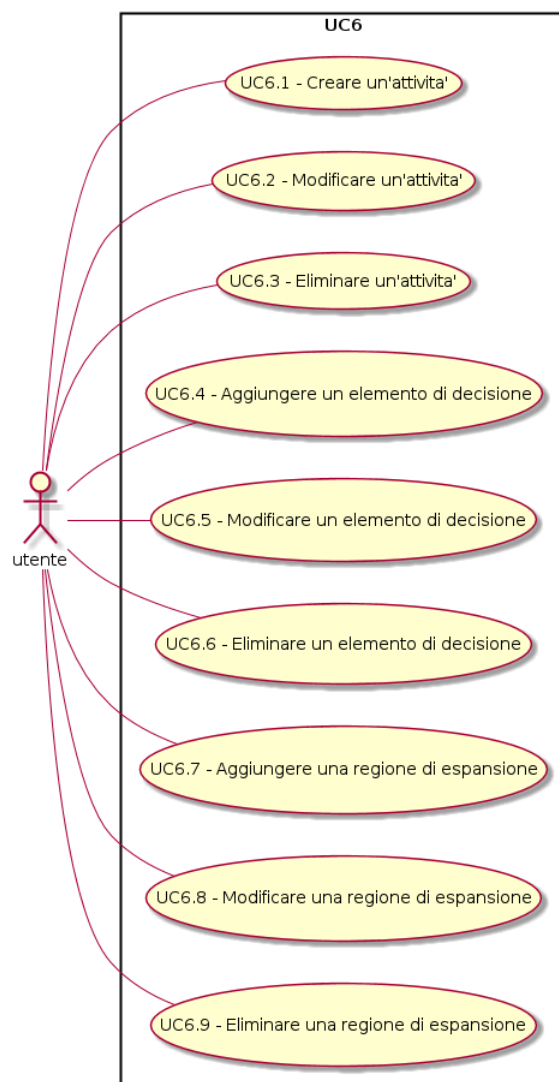 UC6
UC6.1 - Creare un'attivita'
UC6.2 - Modificare un'attivita'
UC6.3 - Eliminare un'attivita'
UC6.4 - Aggiungere un elemento di decisione
UC6.5 - Modificare un elemento di decisione
utente
UC6.6 - Eliminare un elemento di decisione
UC6.7 - Aggiungere una regione di espansione
UC6.8 - Modificare una regione di espansione
UC6.9 - Eliminare una regione di espansione